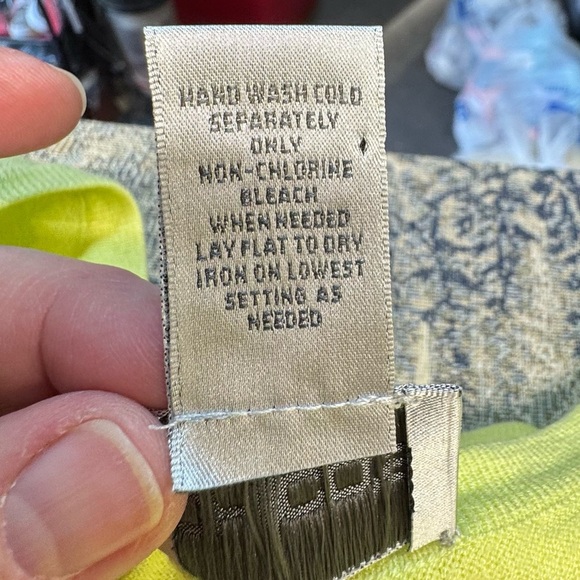 HAND WASH COLD
SEPARATELY
ONLY
NON-CHLORINE
BLEACH
WHEN NEEDED
LAY FLAT TO DRY
IRON ON LOWEST
SETTING AS
NEEDED